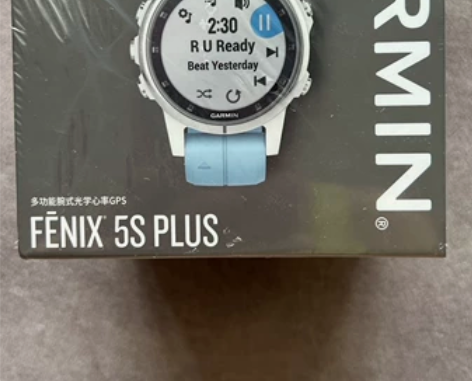 2:30
R U Ready
Beat Yesterday
GARMIN
多功能腕式光学心率GPS
FĒNIX® 5S PLUS
RMIN®